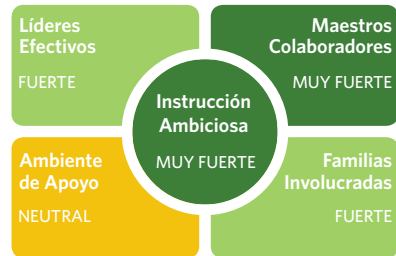 Líderes
Efectivos
FUERTE
Maestros
Colaboradores
MUY FUERTE
Instrucción
Ambiciosa
MUY FUERTE
Ambiente
de Apoyo
NEUTRAL
Familias
Involucradas
FUERTE